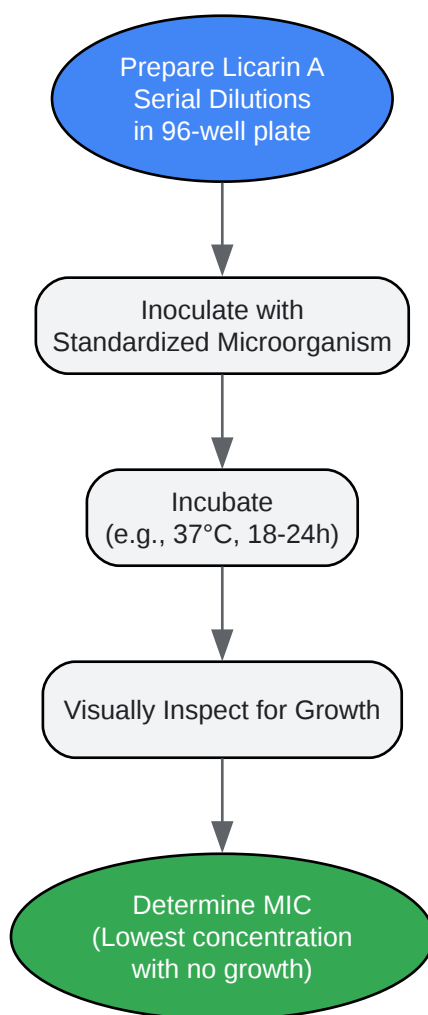 Prepare Licarin A
Serial Dilutions
in 96-well plate
Inoculate with
Standardized Microorganism
Incubate
(e.g., 37°C, 18-24h)
Visually Inspect for Growth
Determine MIC
(Lowest concentration
with no growth)